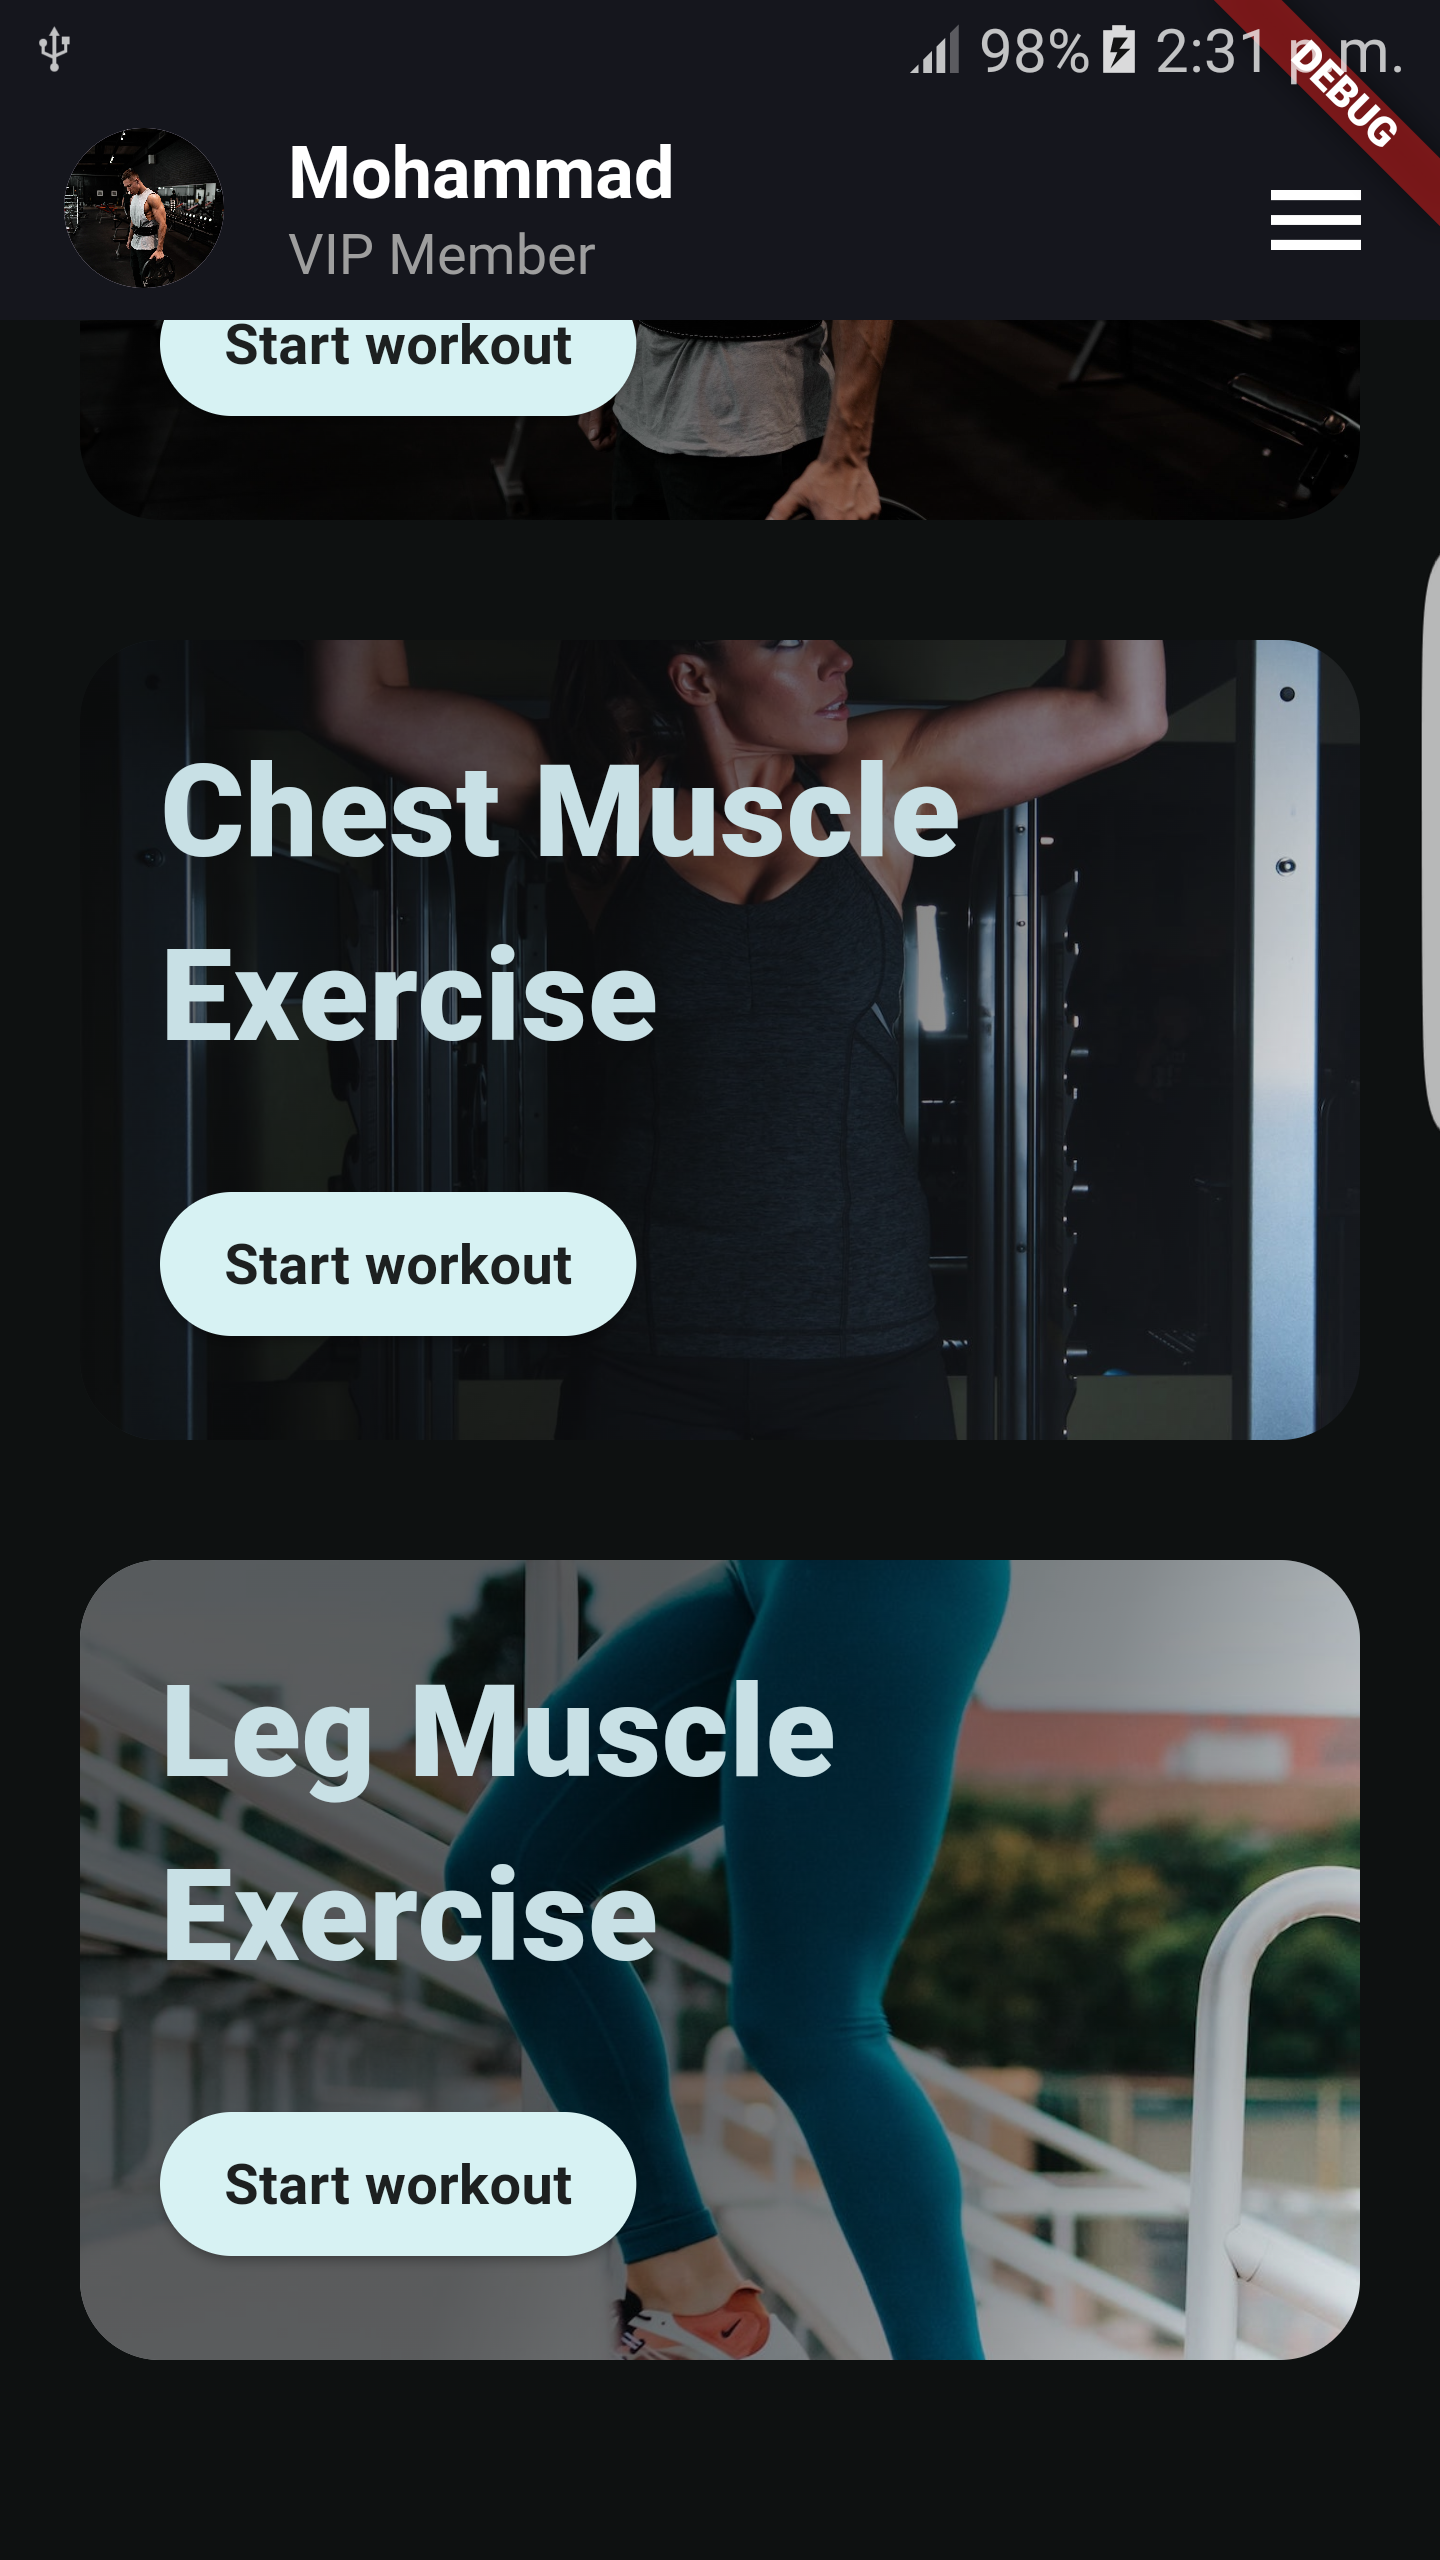 98% 2:31 p.m.
DEBUG
Mohammad
VIP Member
Start workout
Chest Muscle
Exercise
Start workout
Leg Muscle
Exercise
Start workout